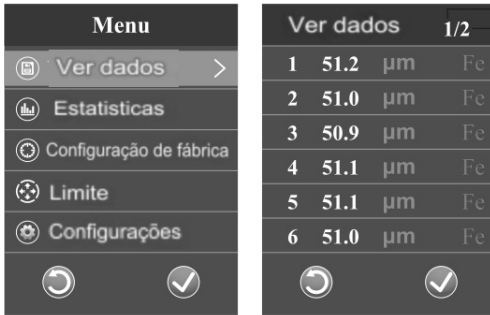 Menu
Ver dados
Estatisticas
Configuração de fábrica
Limite
Configurações
Ver dados 1/2
1 51.2 µm Fe
2 51.0 µm Fe
3 50.9 µm Fe
4 51.1 µm Fe
5 51.1 µm Fe
6 51.0 µm Fe